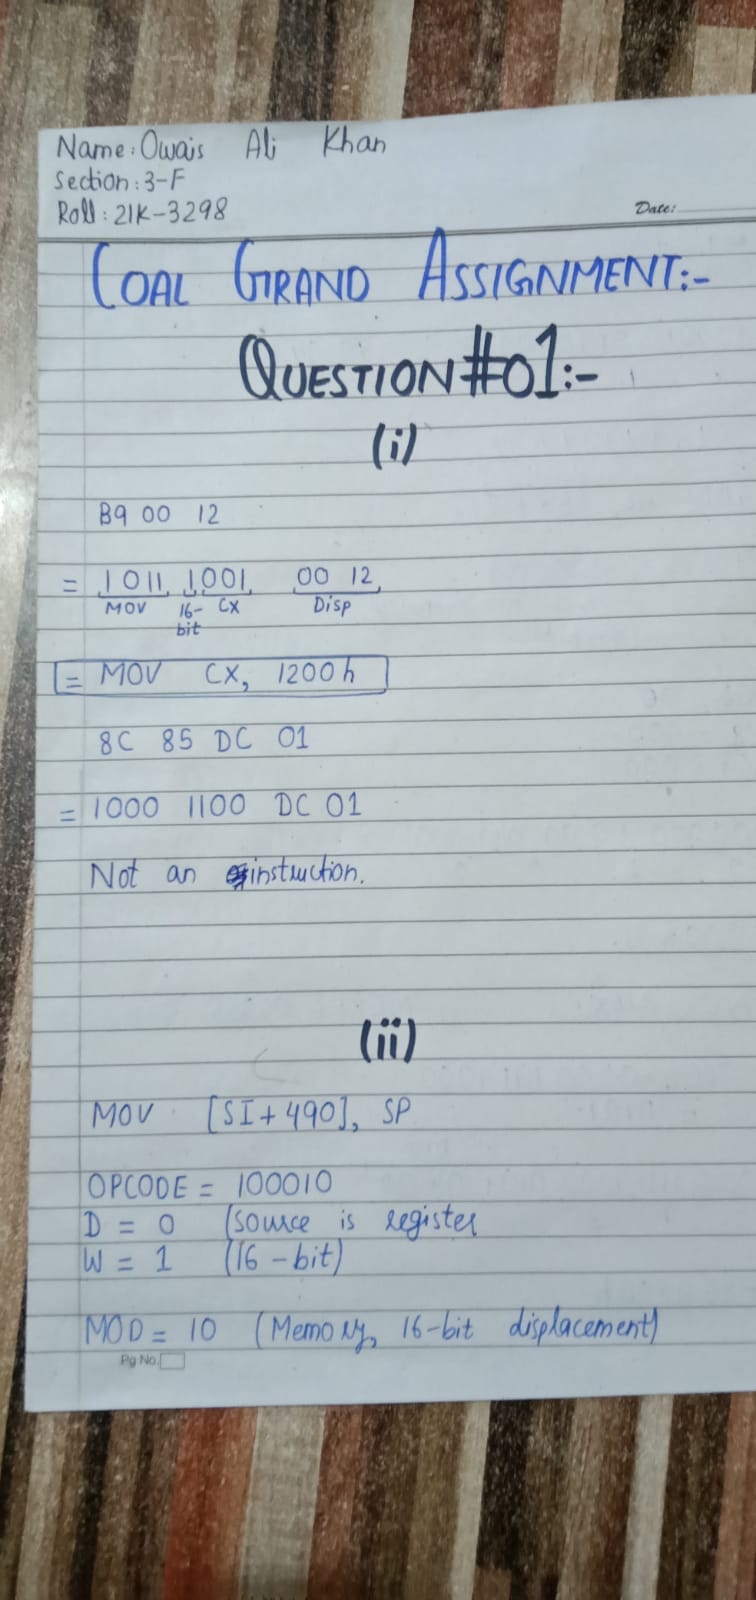 Name: Owais Ali Khan
Section: 3-F
Roll: 21K-3298
Date:
COAL GRAND ASSIGNMENT:-
QUESTION#01:-
(i)
B9 00 12
= 1011 1001 00 12
MOV 16-bit CX Disp
= MOV CX, 1200h
8C 85 DC 01
= 1000 1100 DC 01
Not an instruction.
(ii)
MOV [SI+490], SP
OPCODE = 100010
D = 0 (source is register
W = 1 (16-bit)
MOD = 10 (Memory, 16-bit displacement)
Pg No.